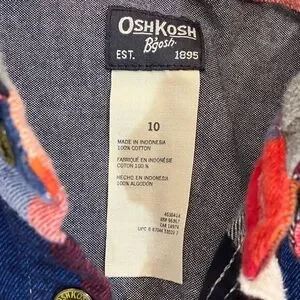 OSHKOSH
B'gosh
EST. 1895
10
MADE IN INDONESIA
100% COTTON
FABRIQUÉ EN INDONÉSIE
COTON 100 %
HECHO EN INDONESIA
100% ALGODÓN
OSHKOSH